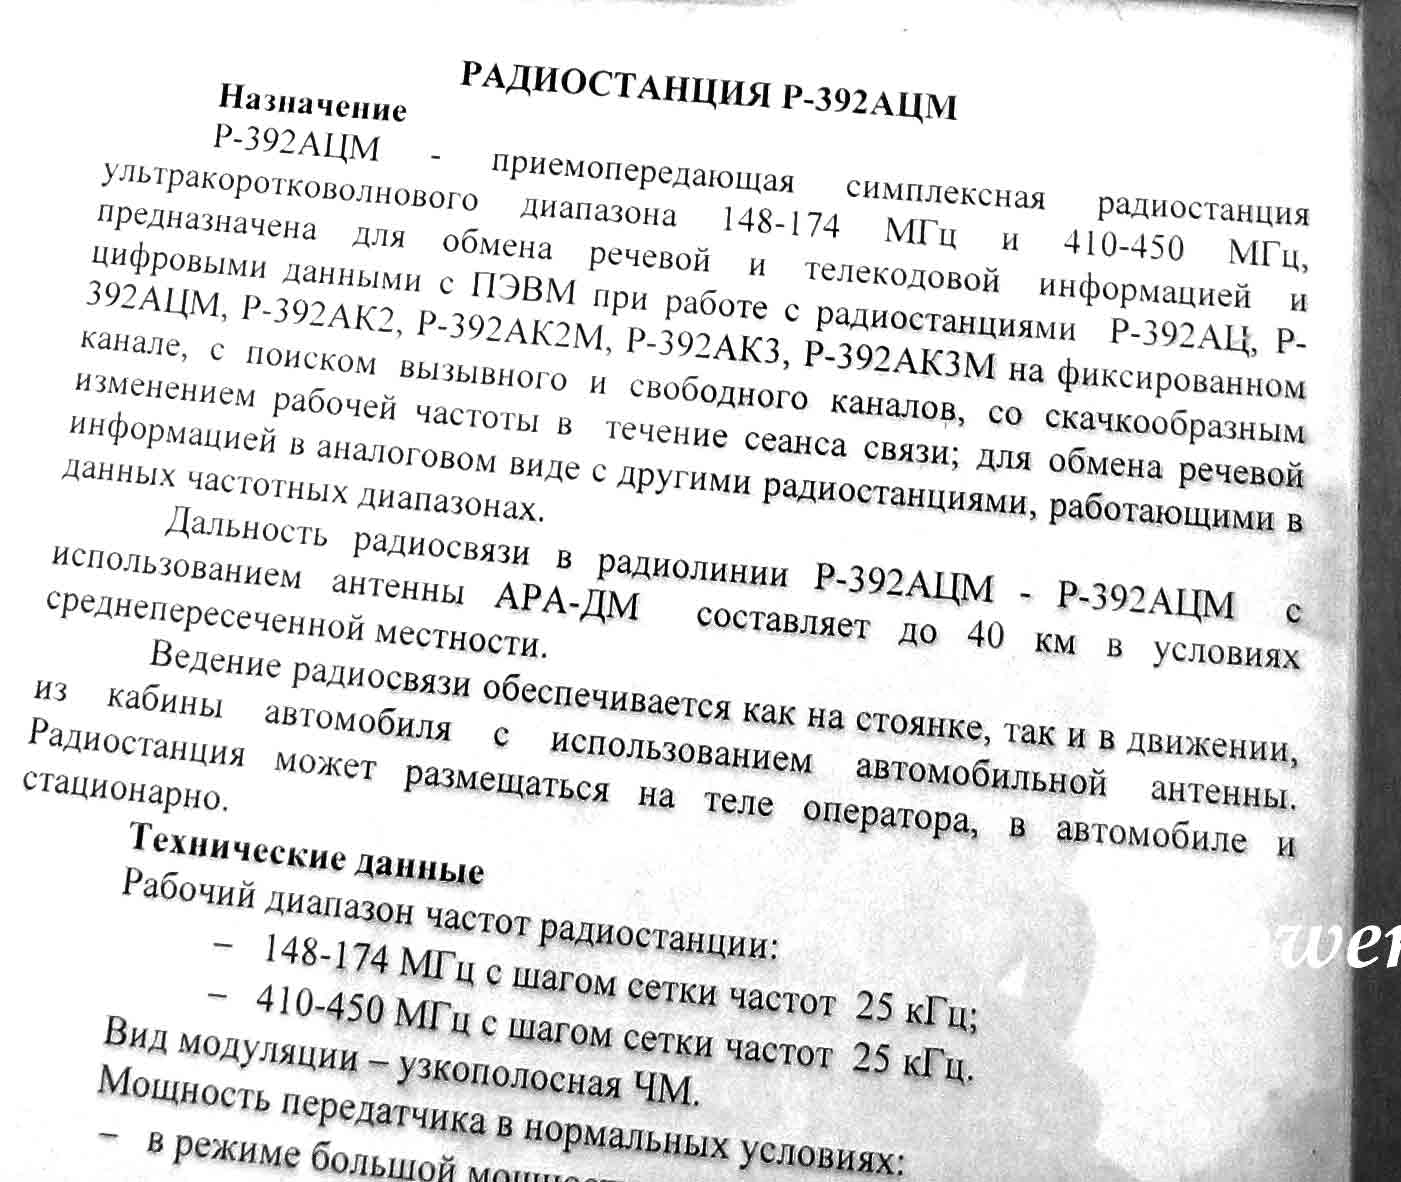 РАДИОСТАНЦИЯ Р-392АЦМ
Назначение
Р-392АЦМ - приемопередающая симплексная радиостанция
ультракоротковолнового диапазона 148-174 МГц и 410-450 МГц,
предназначена для обмена речевой и телекодовой информацией и
цифровыми данными с ПЭВМ при работе с радиостанциями Р-392АЦ, Р-
392АЦМ, Р-392АК2, Р-392АК2М, Р-392АК3, Р-392АК3М на фиксированном
канале, с поиском вызывного и свободного каналов, со скачкообразным
изменением рабочей частоты в течение сеанса связи; для обмена речевой
информацией в аналоговом виде с другими радиостанциями, работающими в
данных частотных диапазонах.
Дальность радиосвязи в радиолинии Р-392АЦМ - Р-392АЦМ с
использованием антенны АРА-ДМ составляет до 40 км в условиях
среднепересеченной местности.
Ведение радиосвязи обеспечивается как на стоянке, так и в движении,
из кабины автомобиля с использованием автомобильной антенны.
Радиостанция может размещаться на теле оператора, в автомобиле и
стационарно.
Технические данные
Рабочий диапазон частот радиостанции:
– 148-174 МГц с шагом сетки частот 25 кГц;
– 410-450 МГц с шагом сетки частот 25 кГц.
Вид модуляции – узкополосная ЧМ.
Мощность передатчика в нормальных условиях:
– в режиме большой